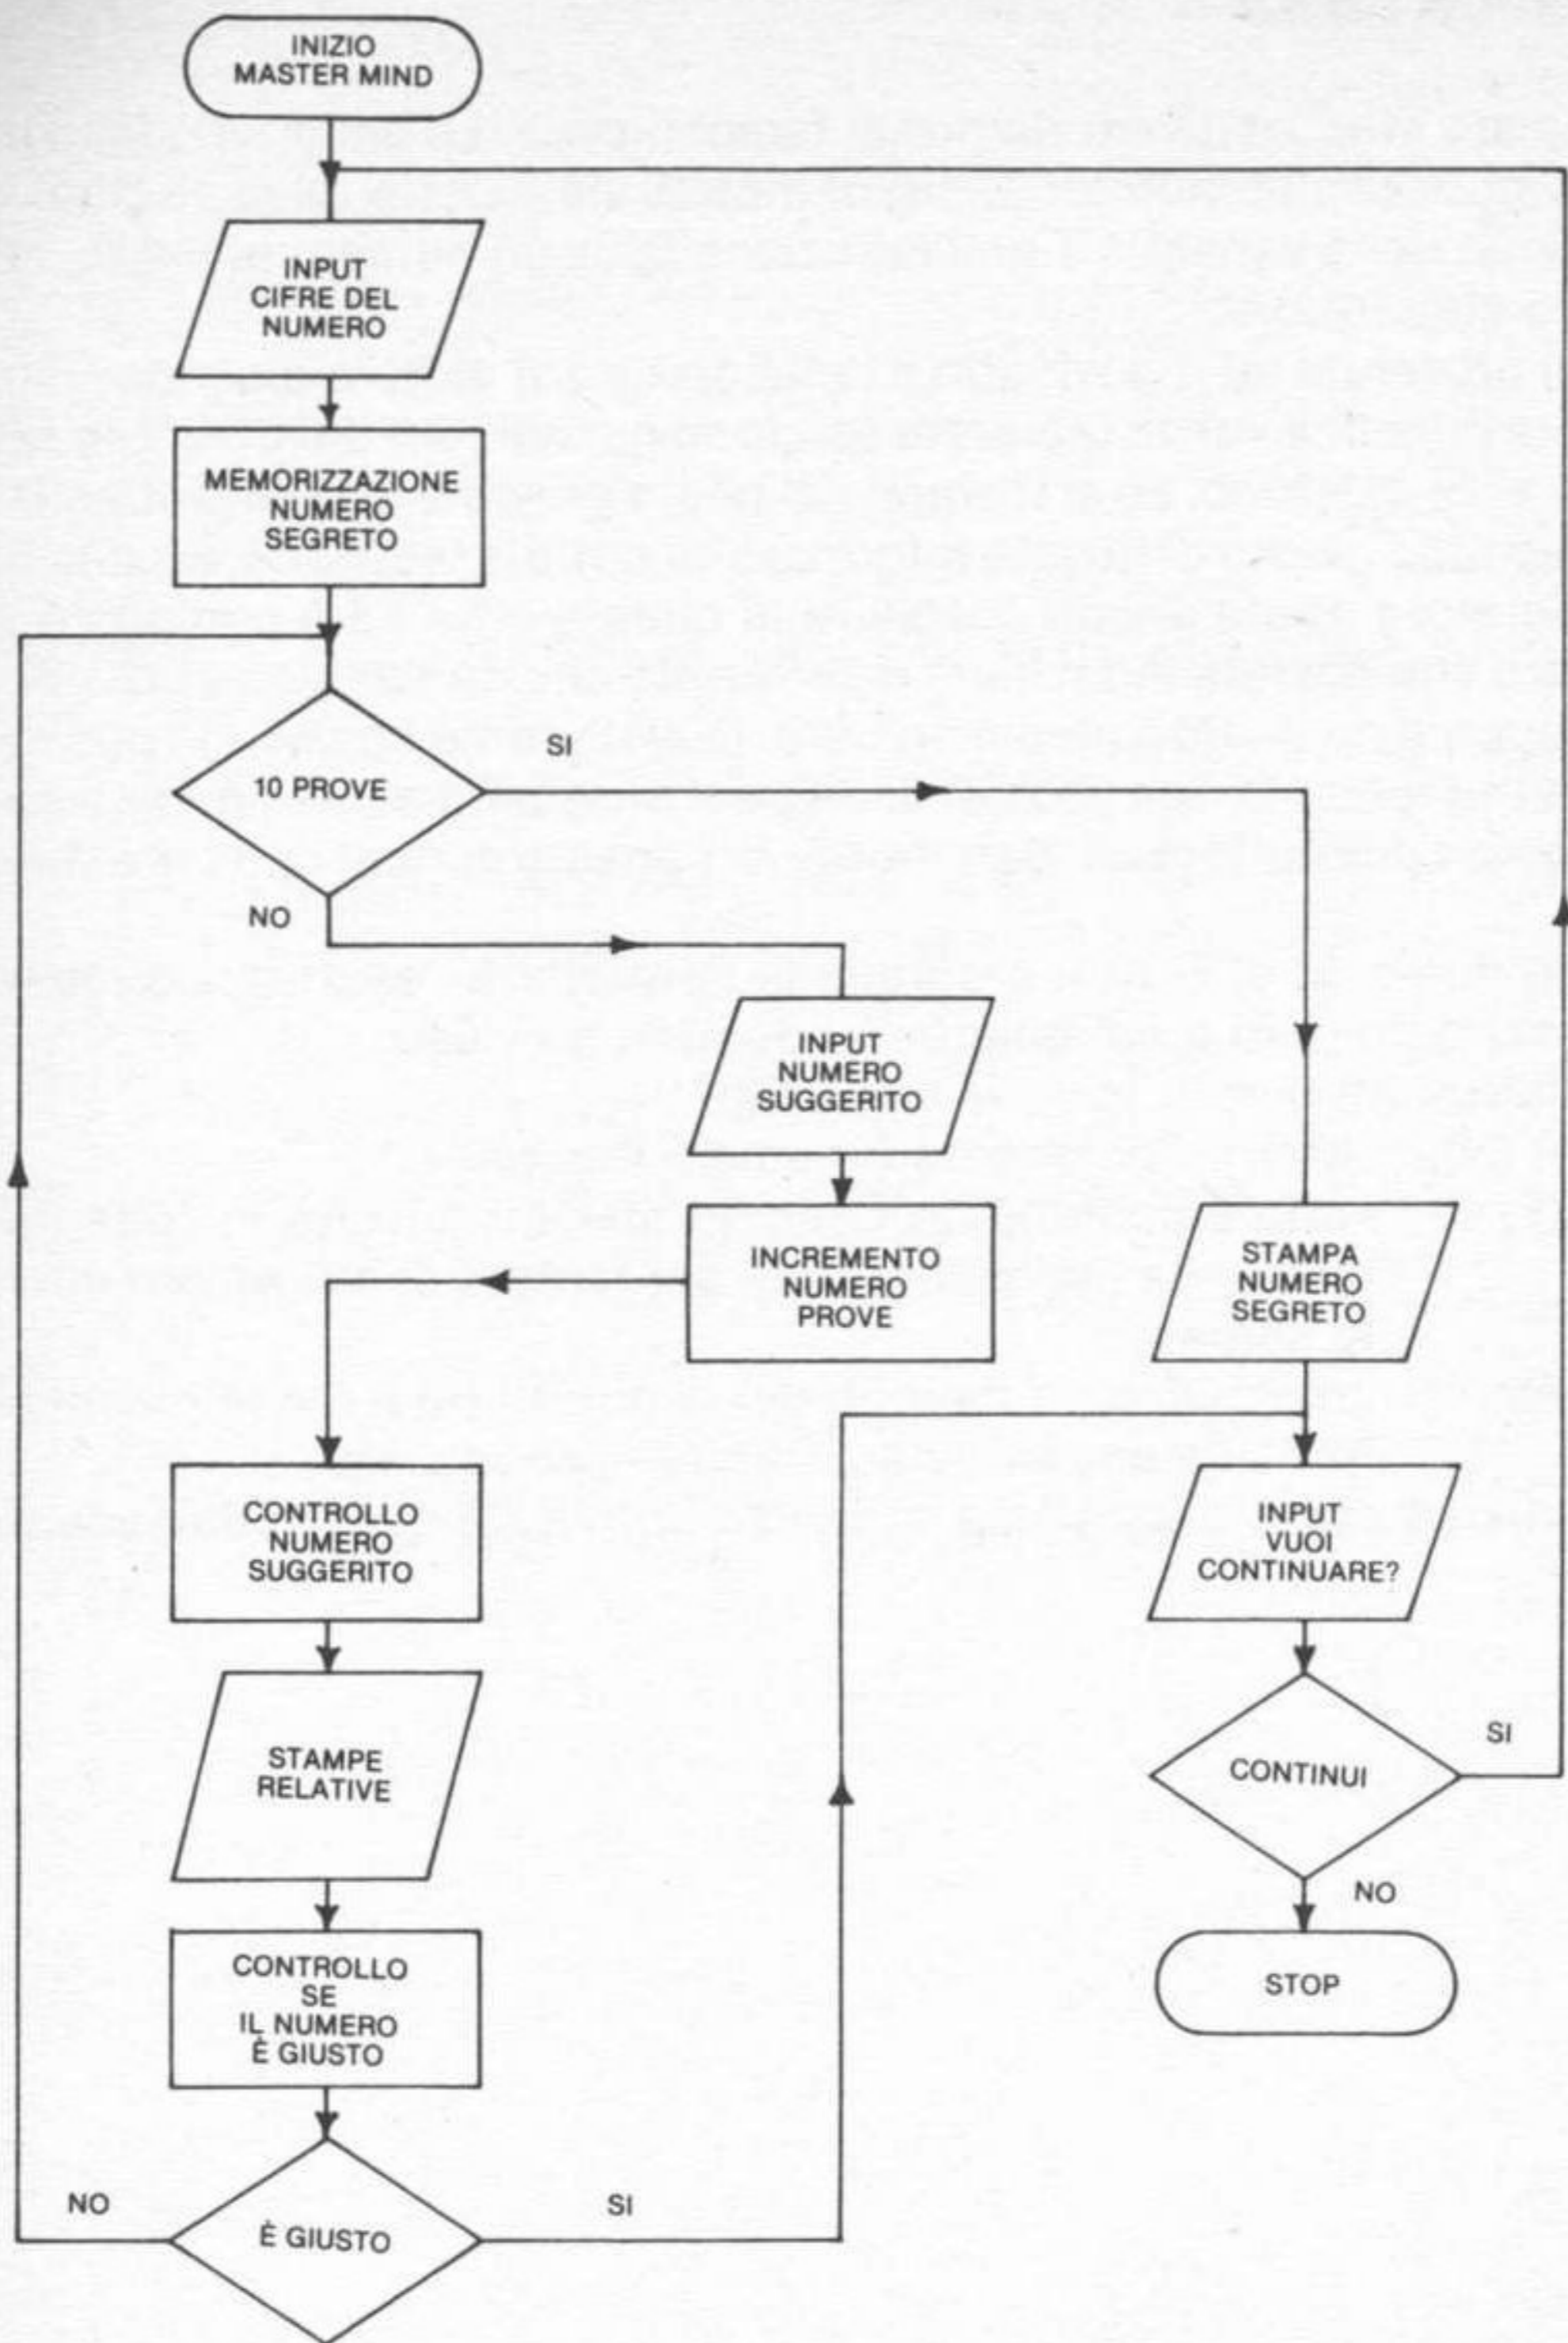 INIZIO
MASTER MIND
INPUT
CIFRE DEL
NUMERO
MEMORIZZAZIONE
NUMERO
SEGRETO
10 PROVE
SI
NO
INPUT
NUMERO
SUGGERITO
INCREMENTO
NUMERO
PROVE
STAMPA
NUMERO
SEGRETO
CONTROLLO
NUMERO
SUGGERITO
INPUT
VUOI
CONTINUARE?
STAMPE
RELATIVE
CONTINUI
SI
NO
STOP
CONTROLLO
SE
IL NUMERO
È GIUSTO
È GIUSTO
NO
SI